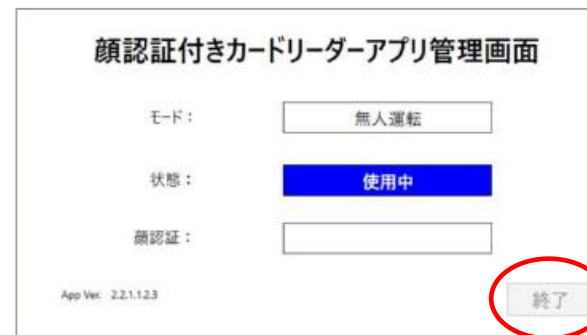 顔認証付きカードリーダーアプリ管理画面
モード： 無人運転
状態： 使用中
顔認証：
App Ver. 2.2.1.1.2.3
終了